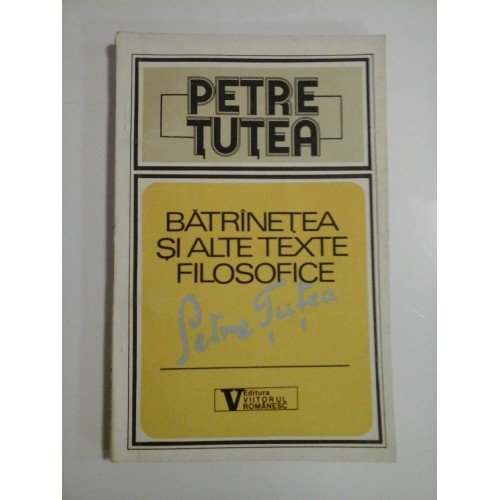 PETRE
ȚUȚEA
BĂTRÎNEȚEA
ȘI ALTE TEXTE
FILOSOFICE
Petre Țuțea
V Editura
VIITORUL
ROMÂNESC